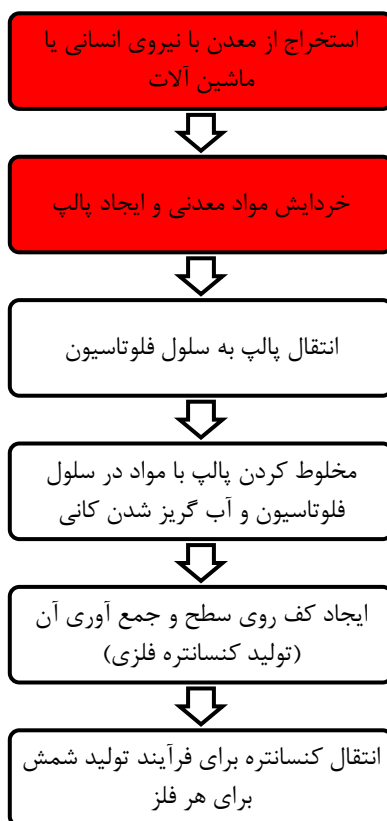 استخراج از معدن با نیروی انسانی یا
ماشین آلات
خردایش مواد معدنی و ایجاد پالپ
انتقال پالپ به سلول فلوتاسیون
مخلوط کردن پالپ با مواد در سلول
فلوتاسیون و آب گریز شدن کانی
ایجاد کف روی سطح و جمع آوری آن
(تولید کنسانتره فلزی)
انتقال کنسانتره برای فرآیند تولید شمش
برای هر فلز